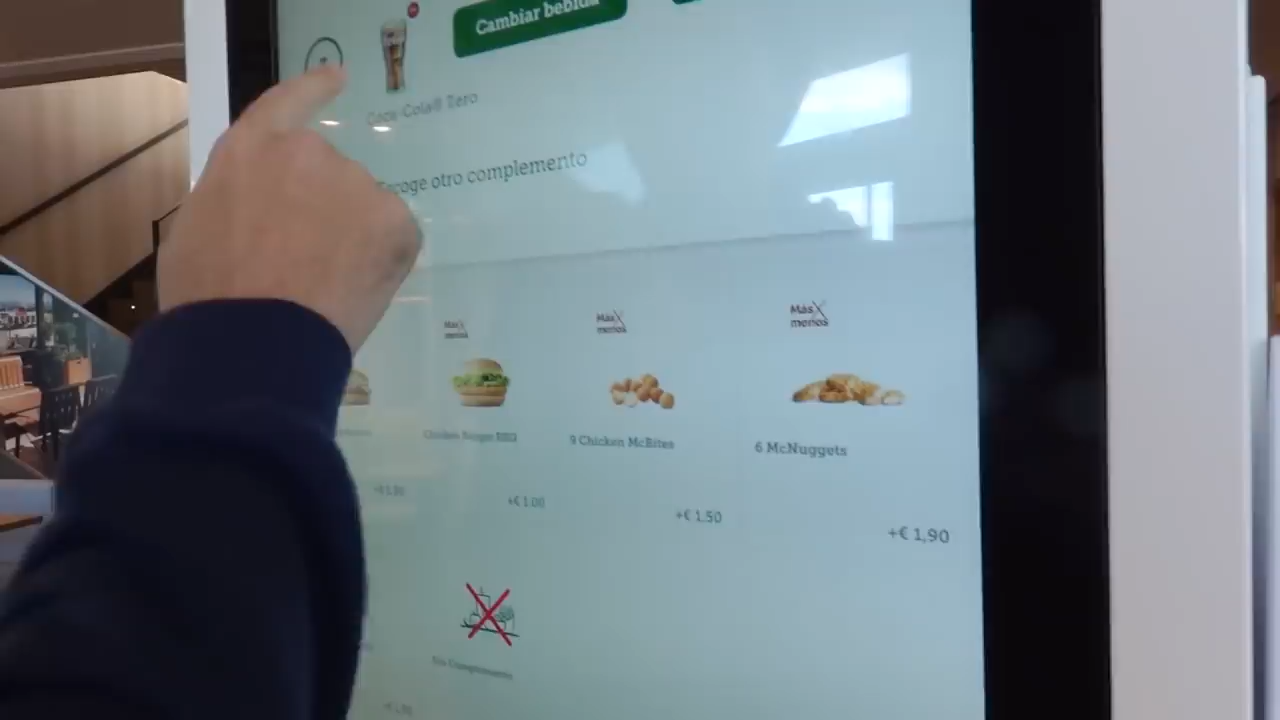 Cambiar bebida
Coca-Cola® Zero
Escoge otro complemento
Más X menos
Más X menos
Más X menos
Chicken Burger BBQ
9 Chicken McBites
6 McNuggets
+€ 1.00
+€ 1.50
+€ 1,90
Sin Complemento